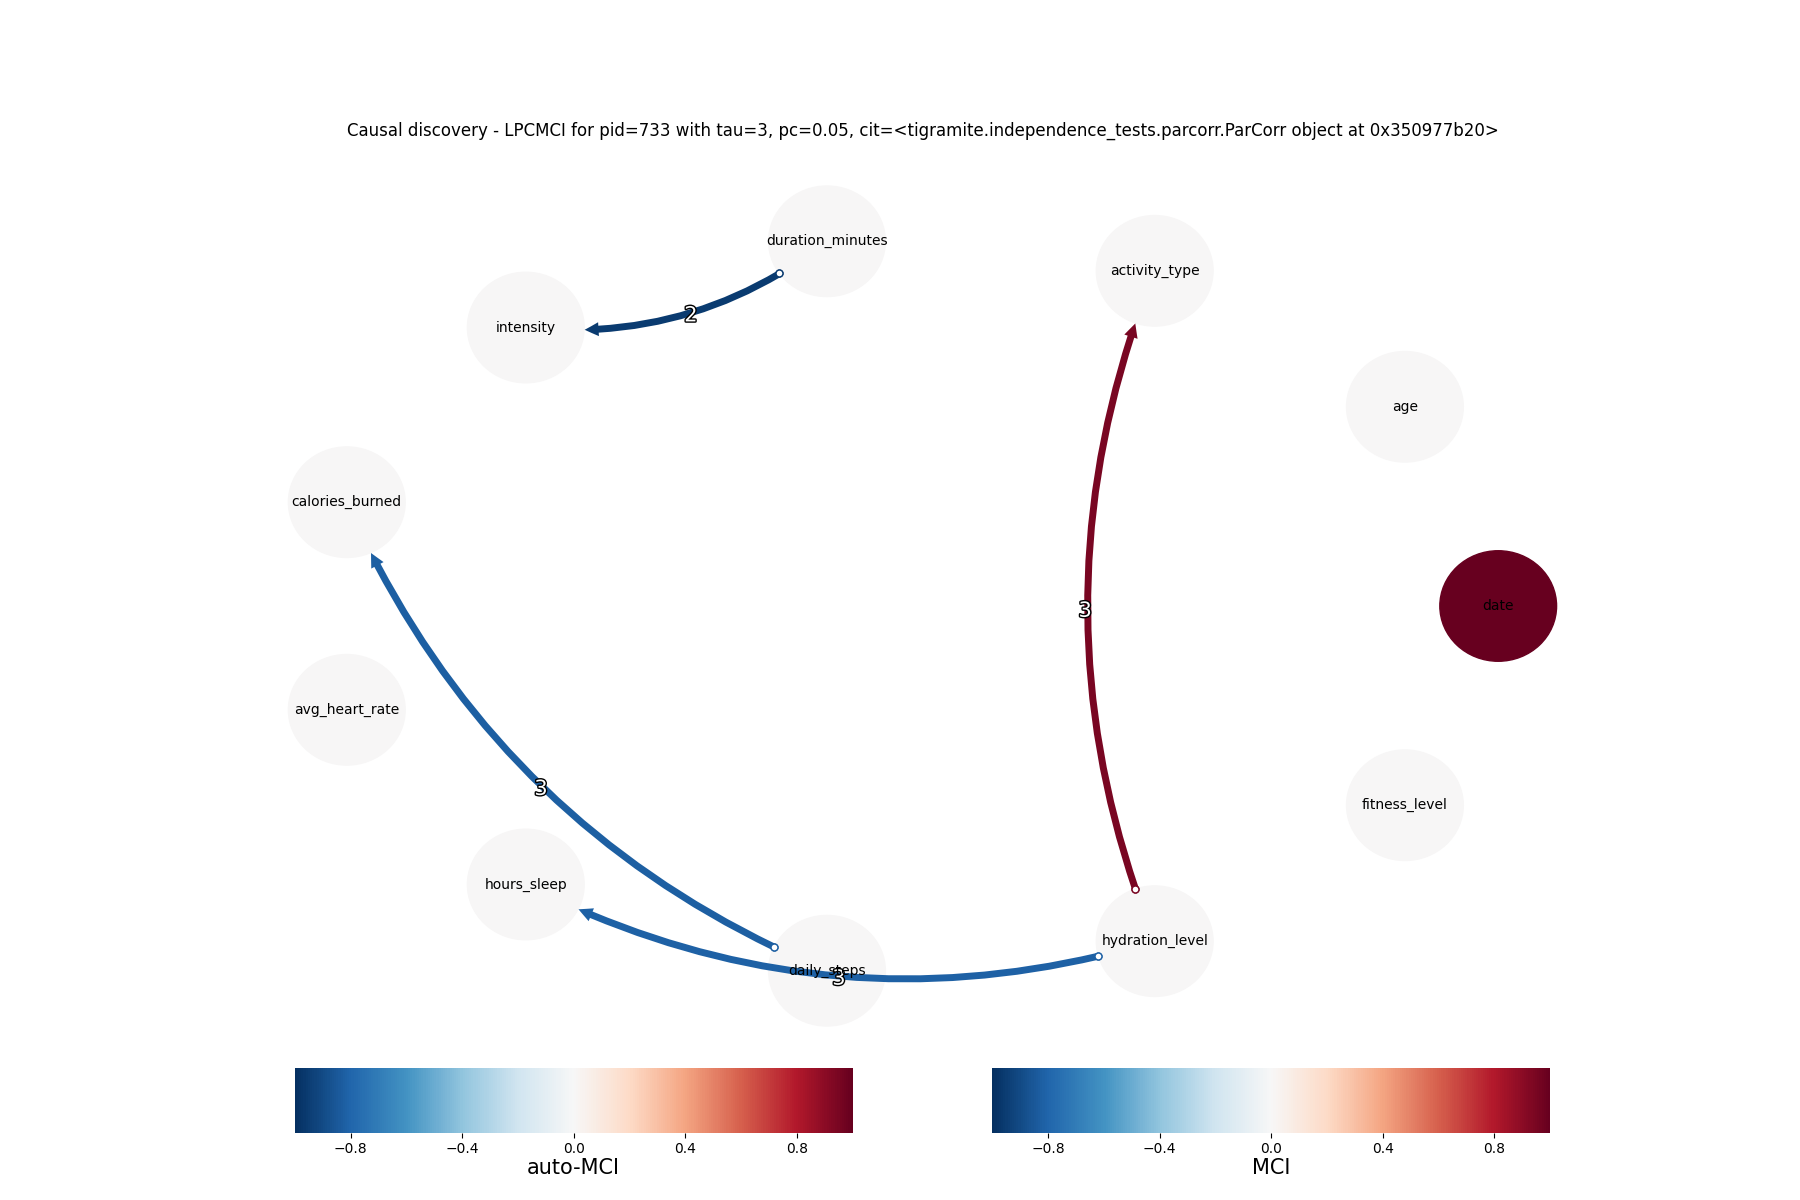 Causal discovery - LPCMCI for pid=733 with tau=3, pc=0.05, cit=<tigramite.independence_tests.parcorr.ParCorr object at 0x350977b20>
duration_minutes
activity_type
intensity
2
age
calories_burned
date
3
avg_heart_rate
3
fitness_level
hours_sleep
hydration_level
daily_steps
3
−0.8 −0.4 0.0 0.4 0.8
auto-MCI
−0.8 −0.4 0.0 0.4 0.8
MCI